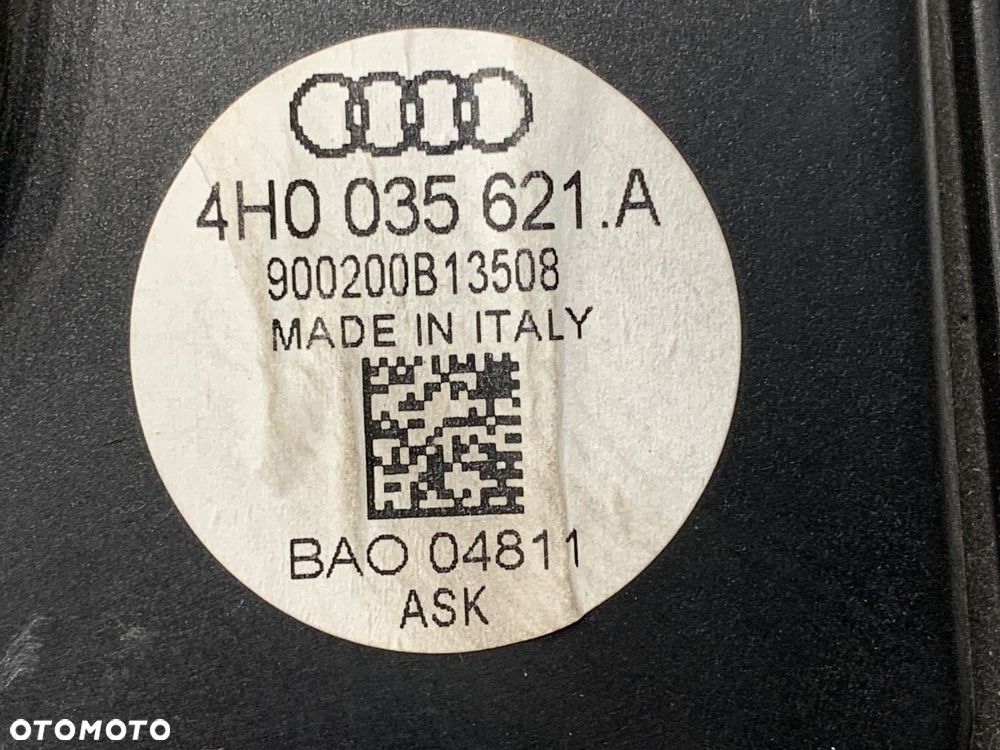 4H0 035 621.A
900200B13508
MADE IN ITALY
BAO 04811
ASK
OTOMOTO